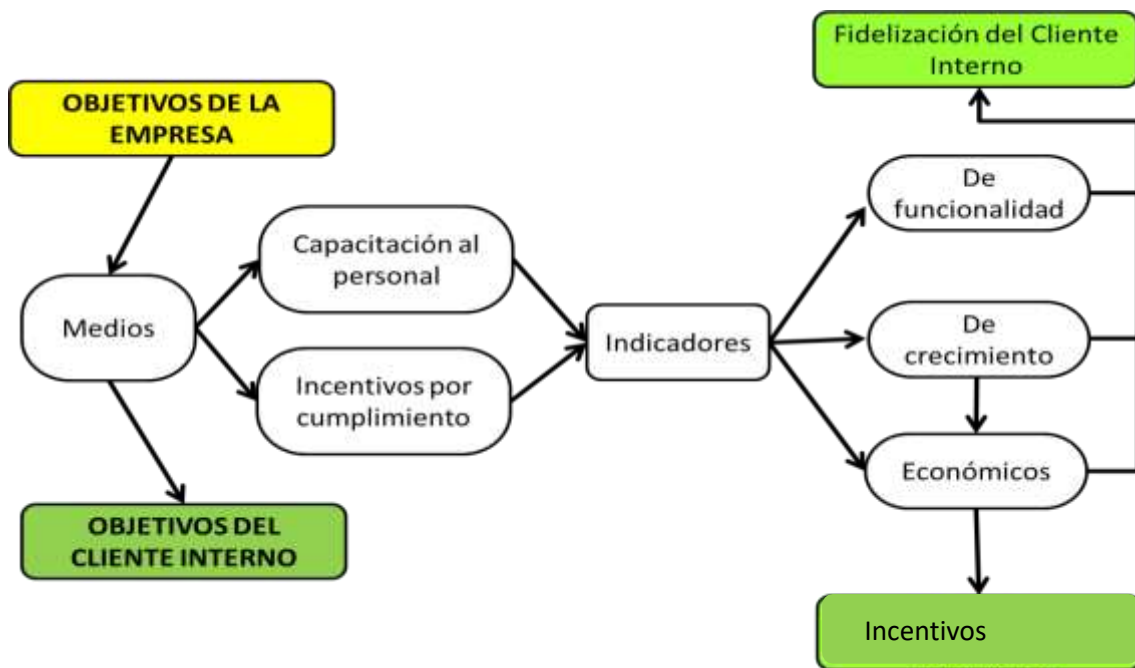 Fidelización del Cliente
Interno
OBJETIVOS DE LA
EMPRESA
De
funcionalidad
Capacitación al
personal
Medios
Indicadores
De
crecimiento
Incentivos por
cumplimiento
Económicos
OBJETIVOS DEL
CLIENTE INTERNO
Incentivos